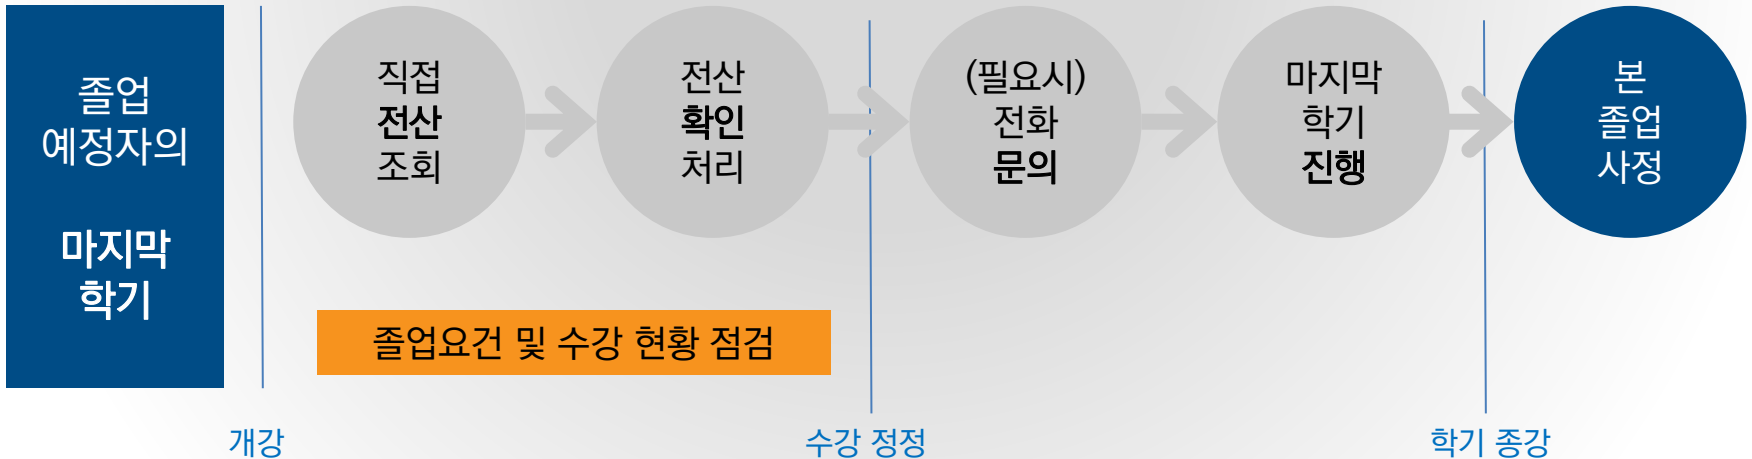 졸업
예정자의
마지막
학기
직접
전산
조회
전산
확인
처리
(필요시)
전화
문의
마지막
학기
진행
본
졸업
사정
졸업요건 및 수강 현황 점검
개강
수강 정정
학기 종강